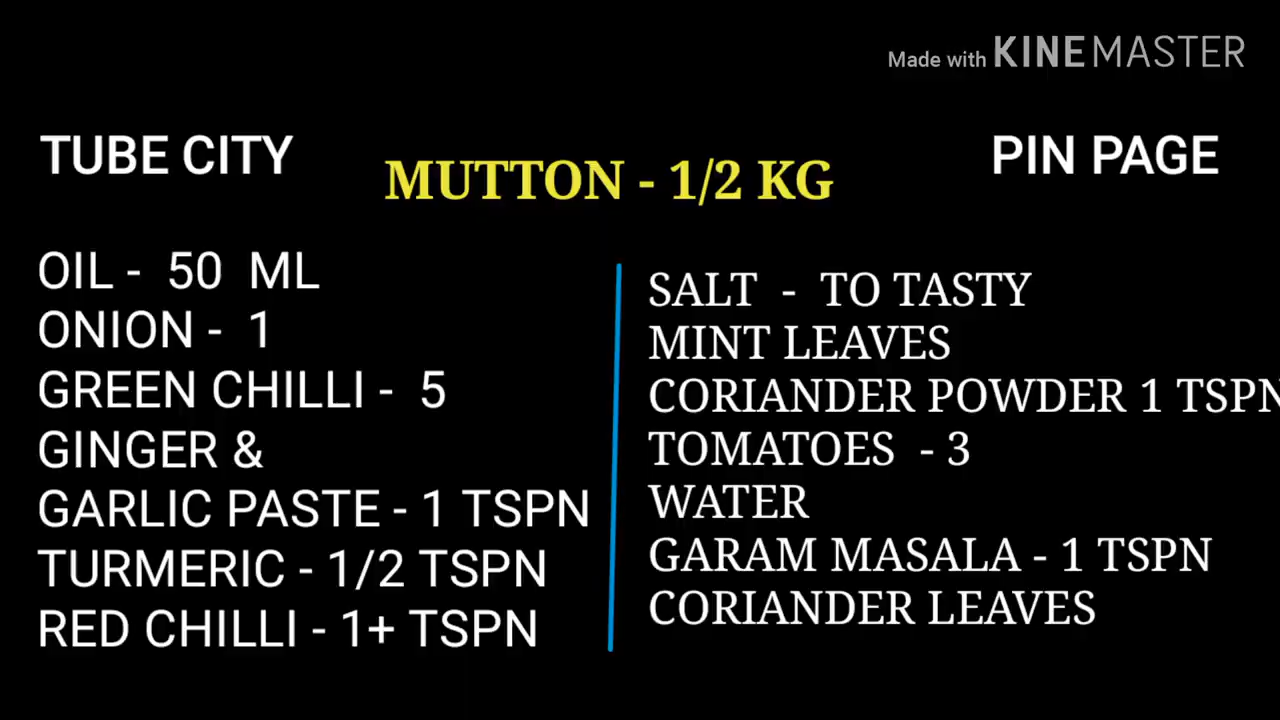 Made with KINEMASTER
TUBE CITY
PIN PAGE
MUTTON - 1/2 KG
OIL - 50 ML
ONION - 1
GREEN CHILLI - 5
GINGER &
GARLIC PASTE - 1 TSPN
TURMERIC - 1/2 TSPN
RED CHILLI - 1+ TSPN
SALT - TO TASTY
MINT LEAVES
CORIANDER POWDER 1 TSPN
TOMATOES - 3
WATER
GARAM MASALA - 1 TSPN
CORIANDER LEAVES